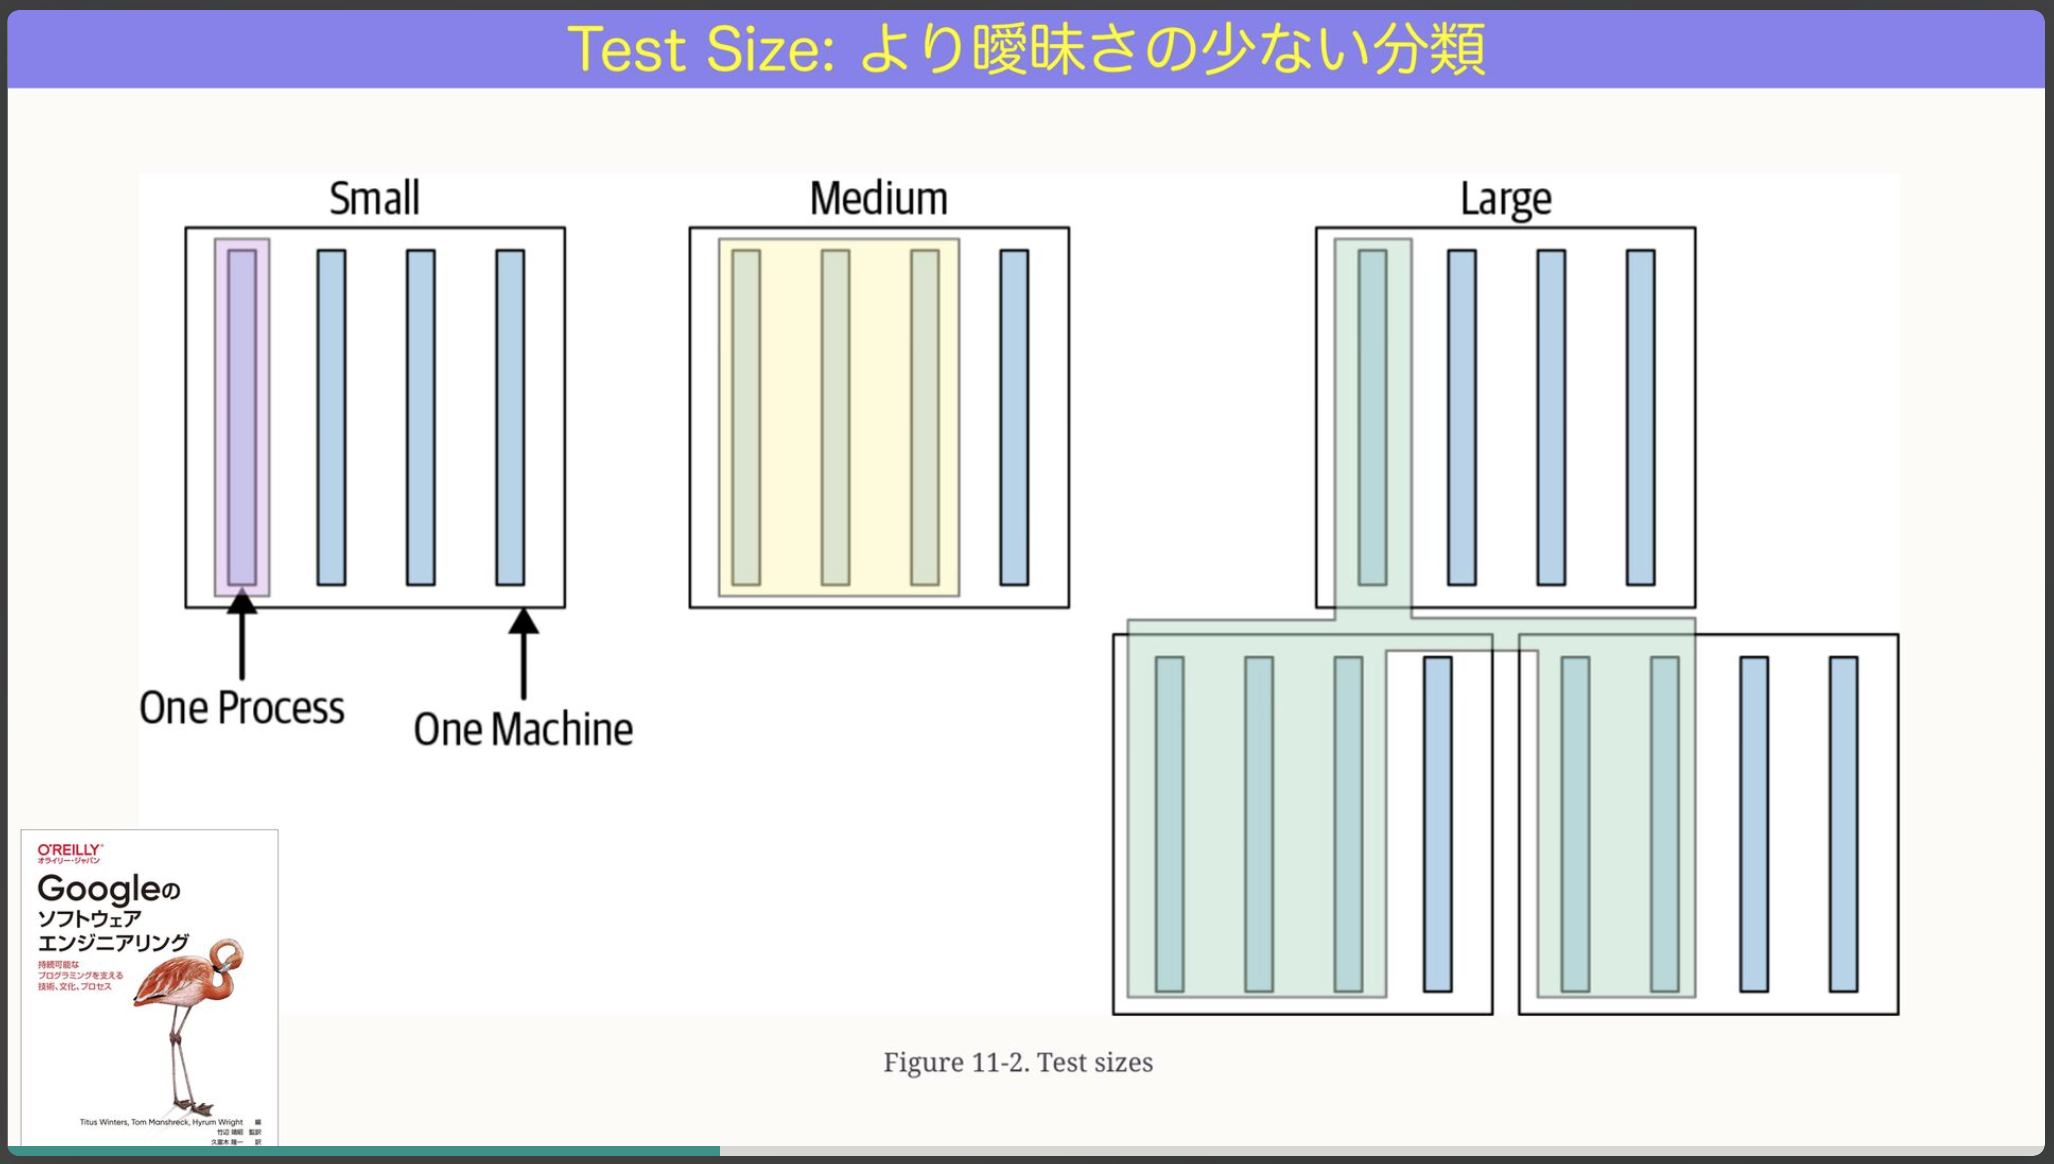 Test Size: より曖昧さの少ない分類
Small
Medium
Large
One Process
One Machine
Figure 11-2. Test sizes
O'REILLY
オライリー・ジャパン
Googleの
ソフトウェア
エンジニアリング
持続可能な
プログラミングを支える
技術、文化、プロセス
Titus Winters, Tom Manshreck, Hyrum Wright 編
竹辺 靖昭 監訳
久富木 隆一 訳